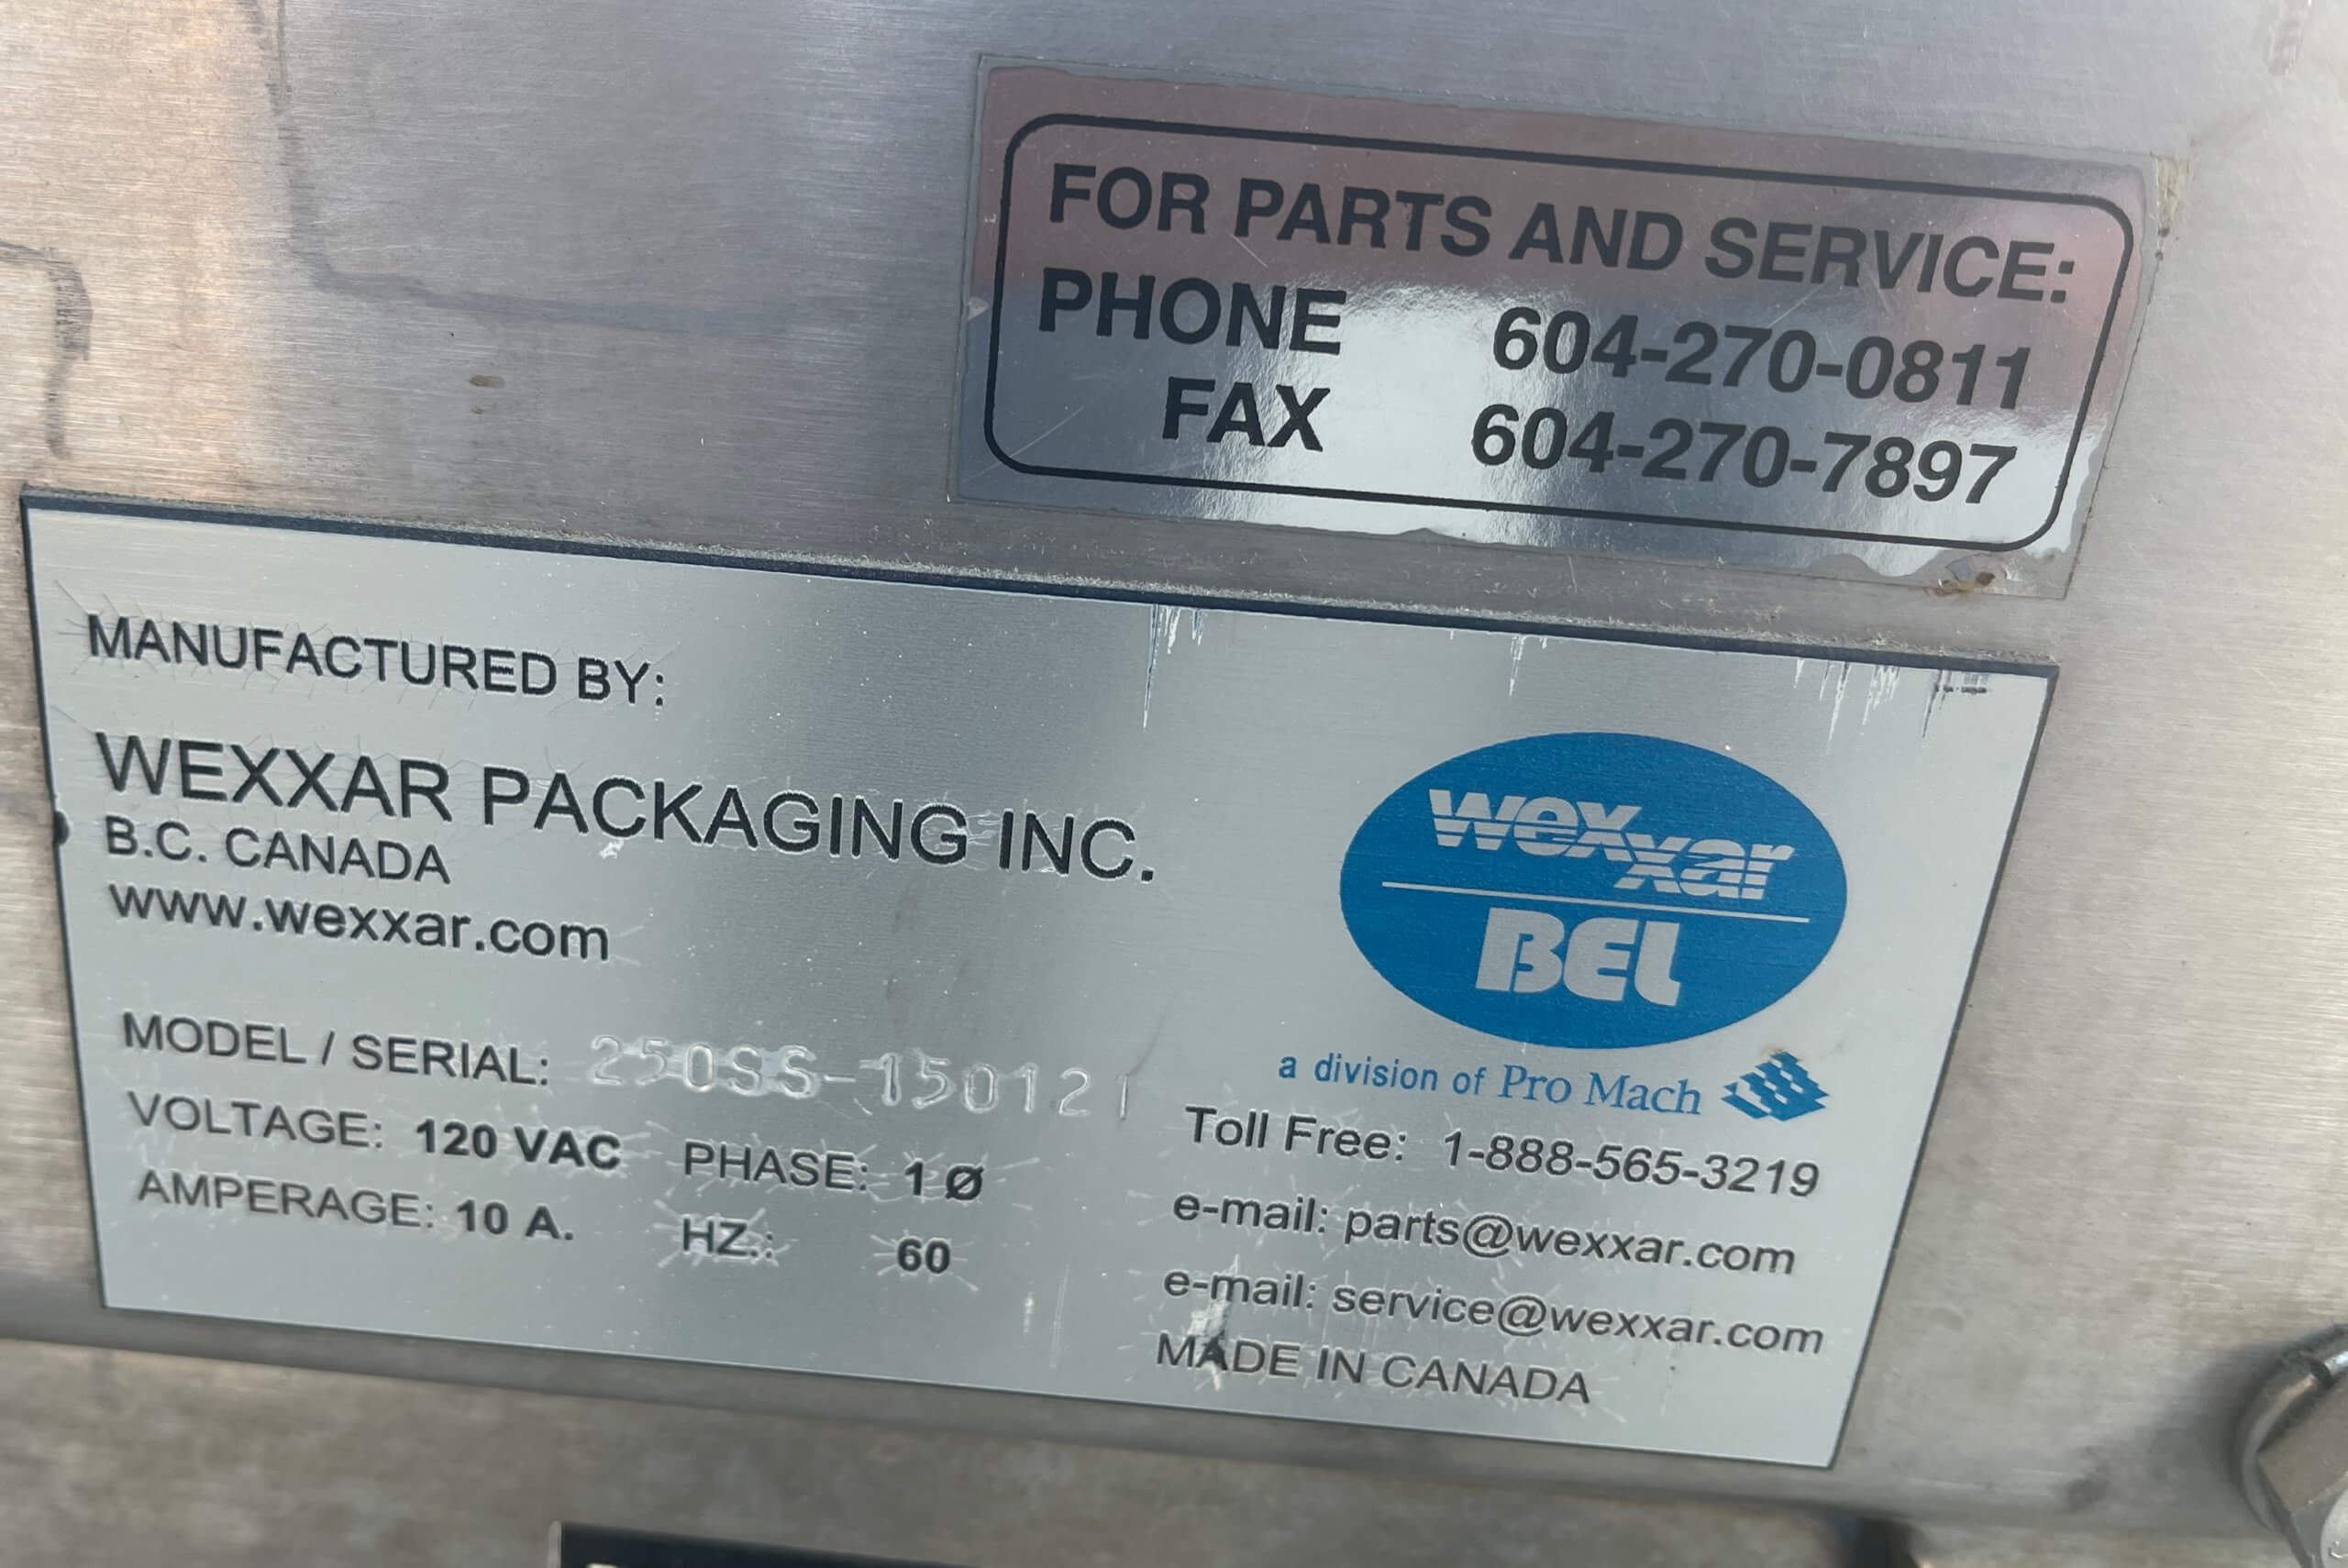 FOR PARTS AND SERVICE:
PHONE 604-270-0811
FAX 604-270-7897
MANUFACTURED BY:
WEXXAR PACKAGING INC.
B.C. CANADA
www.wexxar.com
MODEL / SERIAL: 250SS-150121
VOLTAGE: 120 VAC PHASE: 1 Ø
AMPERAGE: 10 A. HZ.: 60
wexxar
BEL
a division of Pro Mach
Toll Free: 1-888-565-3219
e-mail: parts@wexxar.com
e-mail: service@wexxar.com
MADE IN CANADA